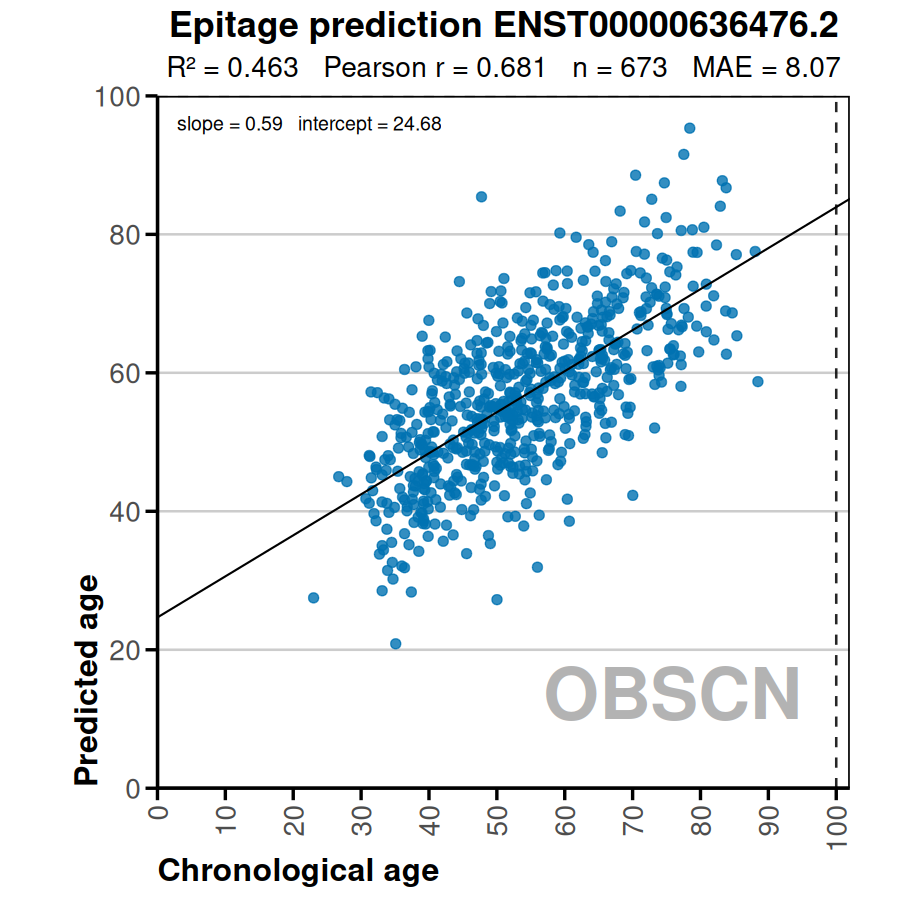 Epitage prediction ENST00000636476.2
R² = 0.463 Pearson r = 0.681 n = 673 MAE = 8.07
slope = 0.59 intercept = 24.68
100
80
60
40
20
0
Predicted age
OBSCN
0 10 20 30 40 50 60 70 80 90 100
Chronological age